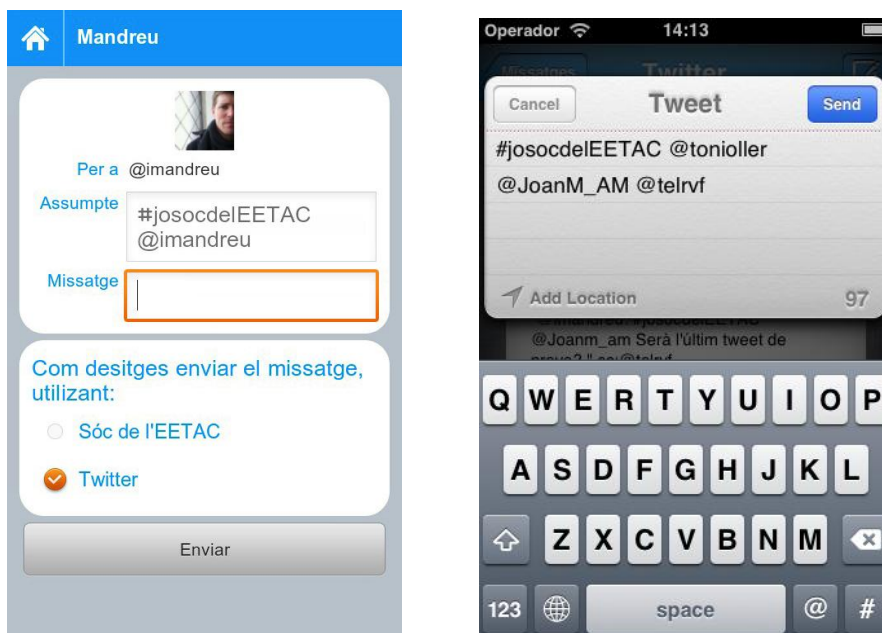 Mandreu
Per a @imandreu
Assumpte
#josocdelEETAC
@imandreu
Missatge
Com desitges enviar el missatge,
utilizant:
Sóc de l'EETAC
Twitter
Enviar
Operador 14:13
Missatges Twitter
Cancel Tweet Send
#josocdelEETAC @tonioller
@JoanM_AM @telrvf
Add Location 97
@Joanm_am Serà l'últim tweet de
Q W E R T Y U I O P
A S D F G H J K L
Z X C V B N M
123 space @ #